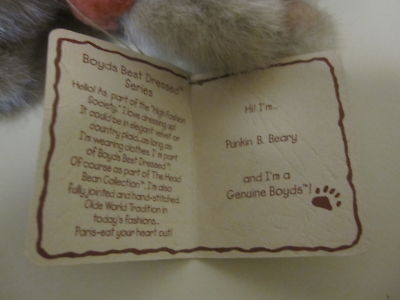 Boyds Best Dressed™
Series
Hello! As part of the "High Fashion
Society," I love dressing up!
It could be in elegant velvet or
country plaid...as long as
I'm wearing clothes I'm part
of Boyds Best Dressed™.
Of course as part of The Head
Bean Collection™, I'm also
fully jointed and hand-stitched.
Olde World Tradition in
today's fashions...
Paris-eat your heart out!
Hi! I'm...
Punkin B. Beary
and I'm a
Genuine Boyds™!